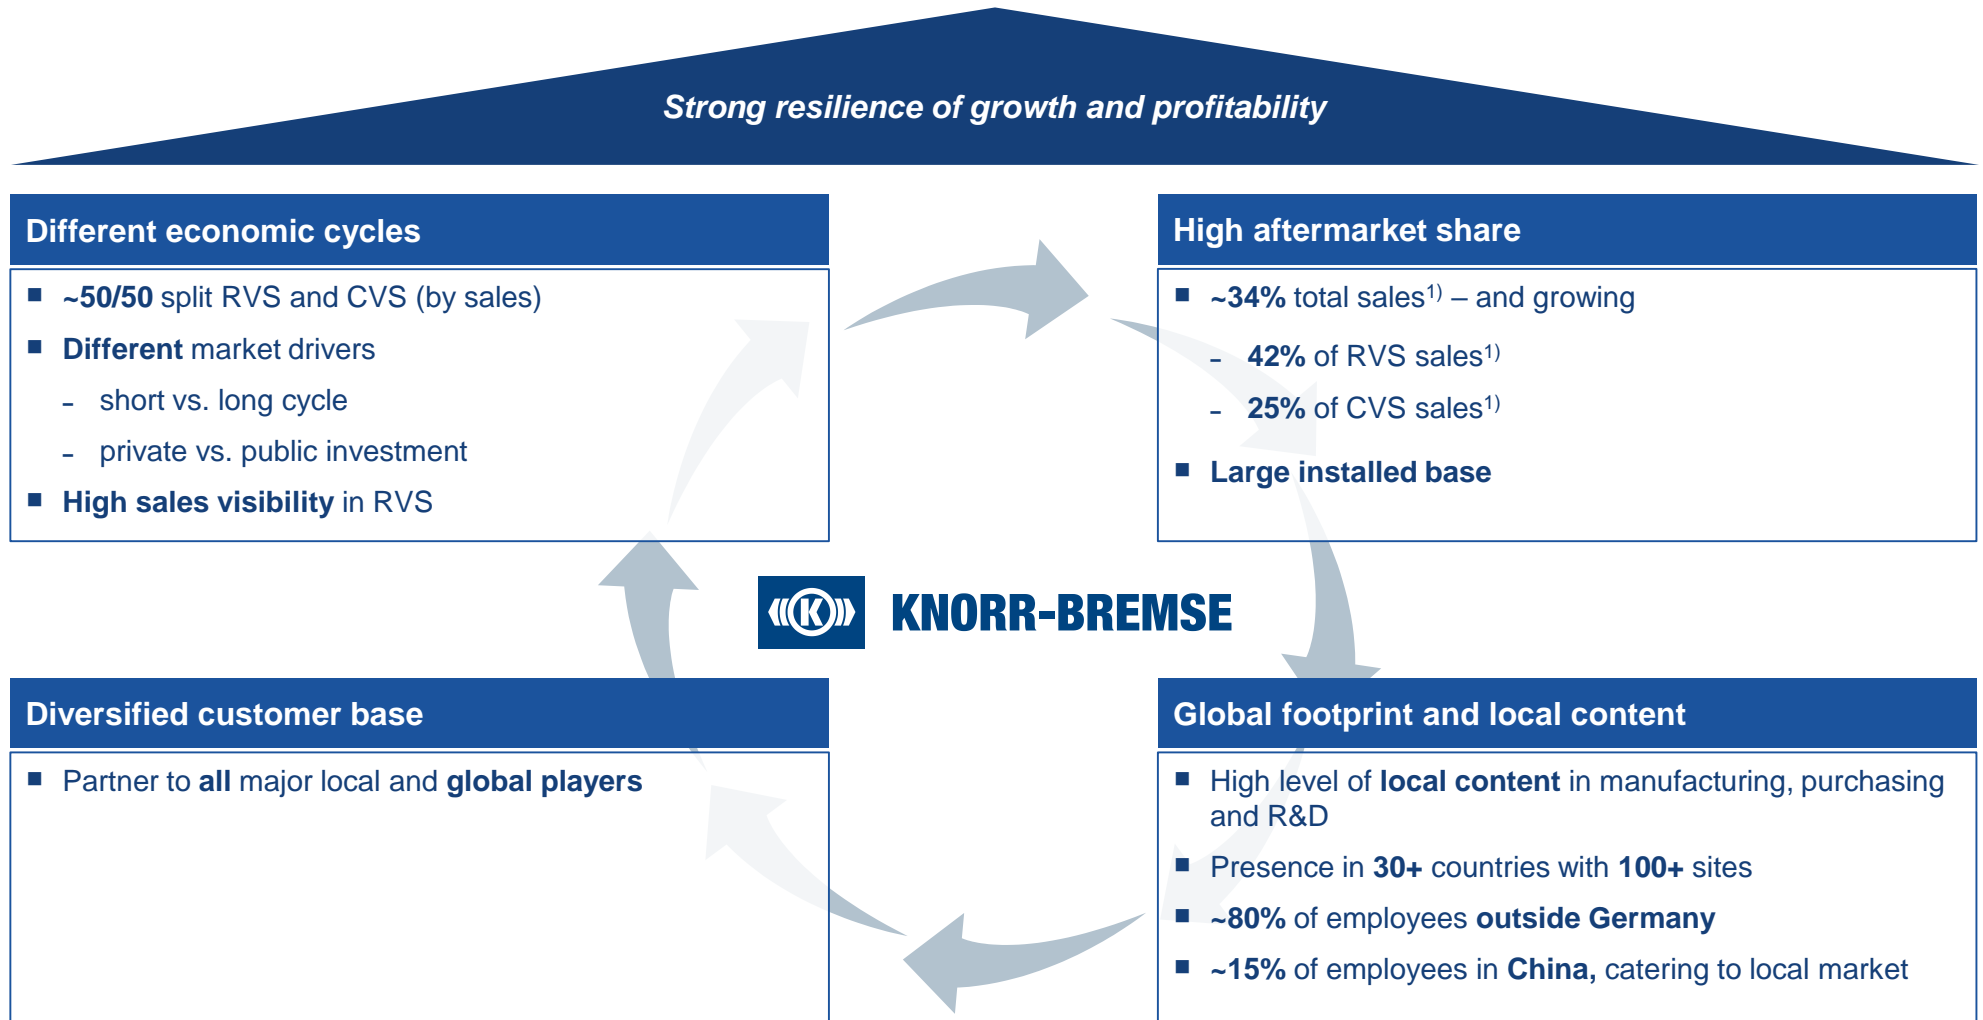 Strong resilience of growth and profitability
Different economic cycles
■ ~50/50 split RVS and CVS (by sales)
■ Different market drivers
- short vs. long cycle
- private vs. public investment
■ High sales visibility in RVS
High aftermarket share
■ ~34% total sales1) – and growing
- 42% of RVS sales1)
- 25% of CVS sales1)
■ Large installed base
K KNORR-BREMSE
Diversified customer base
■ Partner to all major local and global players
Global footprint and local content
■ High level of local content in manufacturing, purchasing
and R&D
■ Presence in 30+ countries with 100+ sites
■ ~80% of employees outside Germany
■ ~15% of employees in China, catering to local market